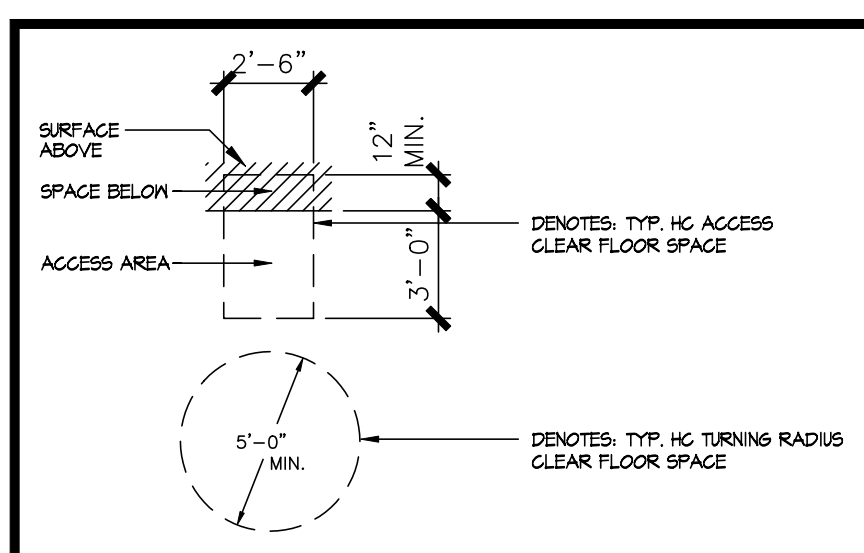 2'-6"
SURFACE
ABOVE
12"
MIN.
SPACE BELOW
DENOTES: TYP. HC ACCESS
CLEAR FLOOR SPACE
ACCESS AREA
3'-0"
5'-0"
MIN.
DENOTES: TYP. HC TURNING RADIUS
CLEAR FLOOR SPACE